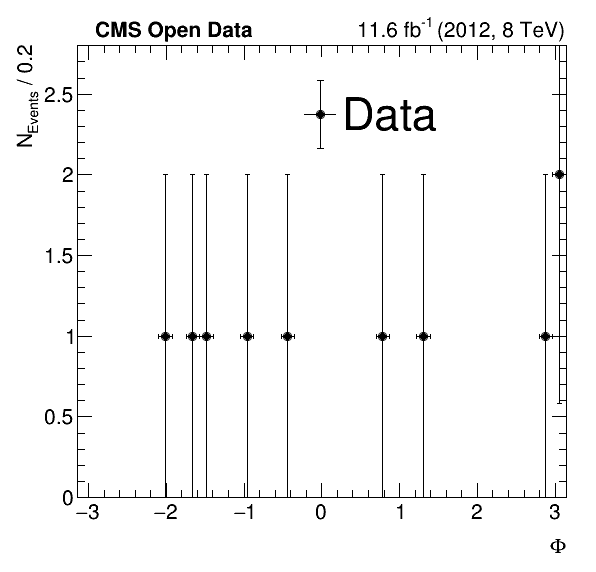 CMS Open Data 11.6 fb⁻¹ (2012, 8 TeV)
N_Events / 0.2
Data
2.5
2
1.5
1
0.5
0
−3 −2 −1 0 1 2 3
Φ